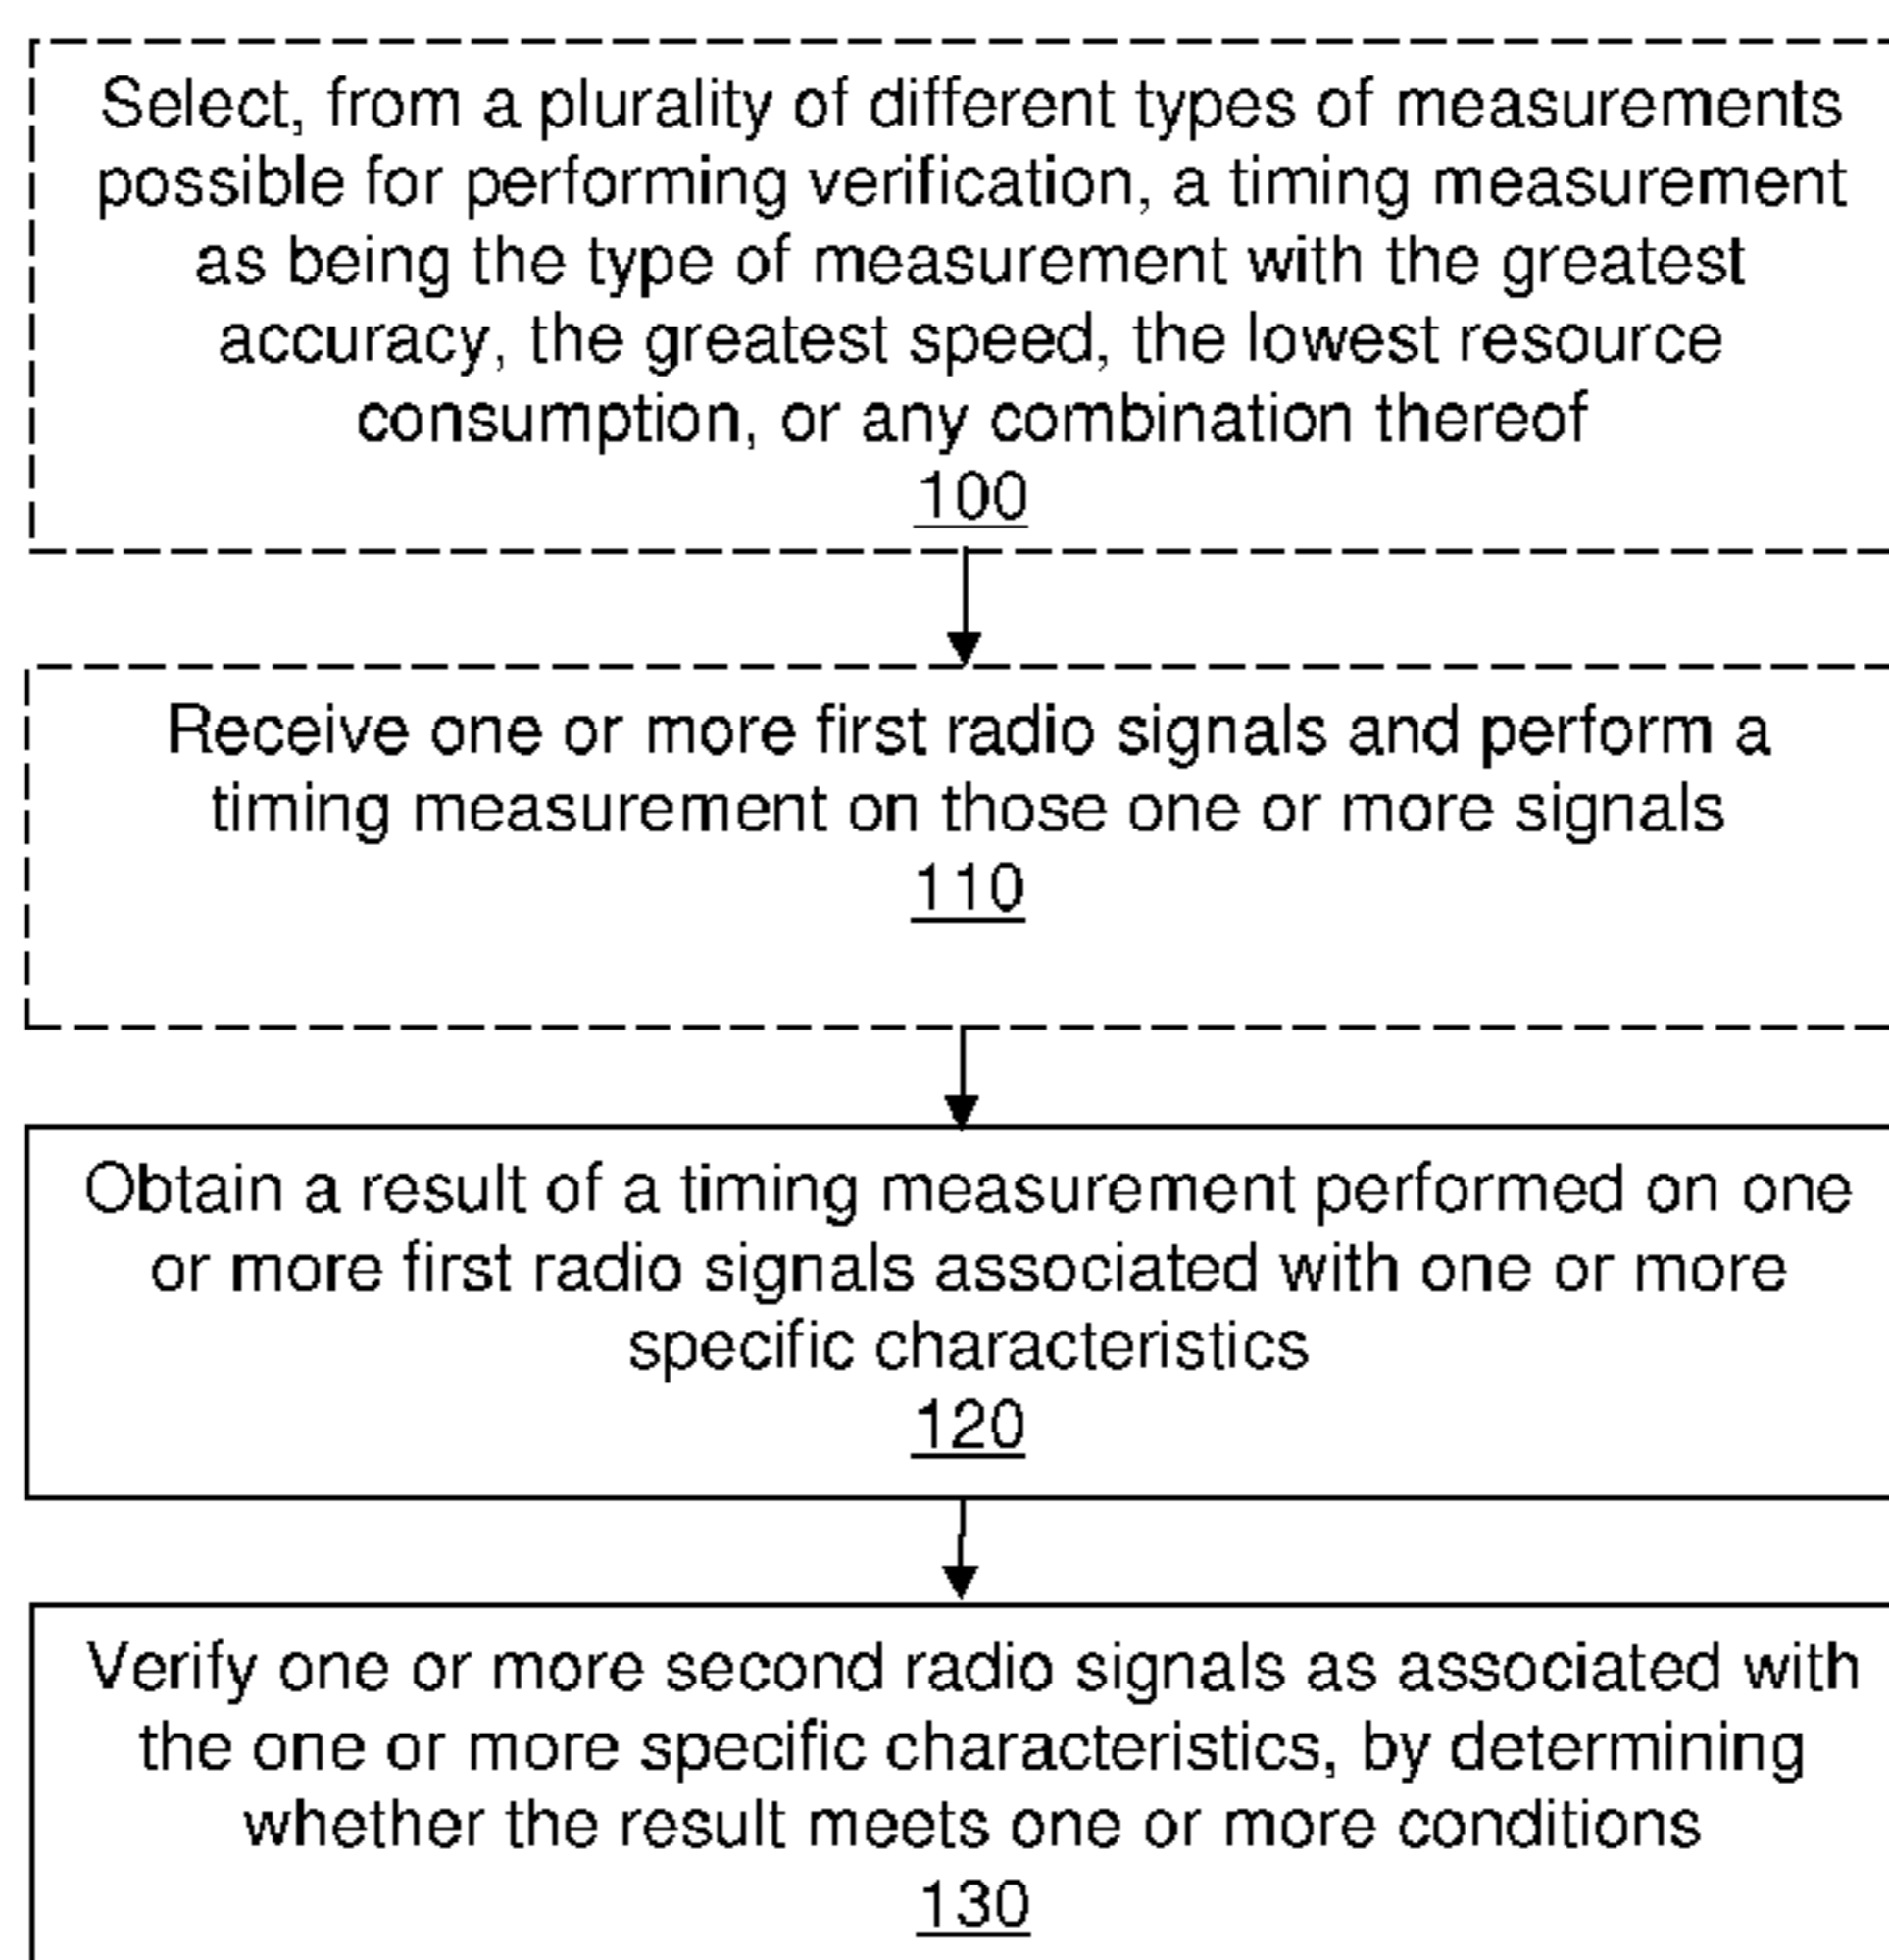 Select, from a plurality of different types of measurements
possible for performing verification, a timing measurement
as being the type of measurement with the greatest
accuracy, the greatest speed, the lowest resource
consumption, or any combination thereof
100
Receive one or more first radio signals and perform a
timing measurement on those one or more signals
110
Obtain a result of a timing measurement performed on one
or more first radio signals associated with one or more
specific characteristics
120
Verify one or more second radio signals as associated with
the one or more specific characteristics, by determining
whether the result meets one or more conditions
130